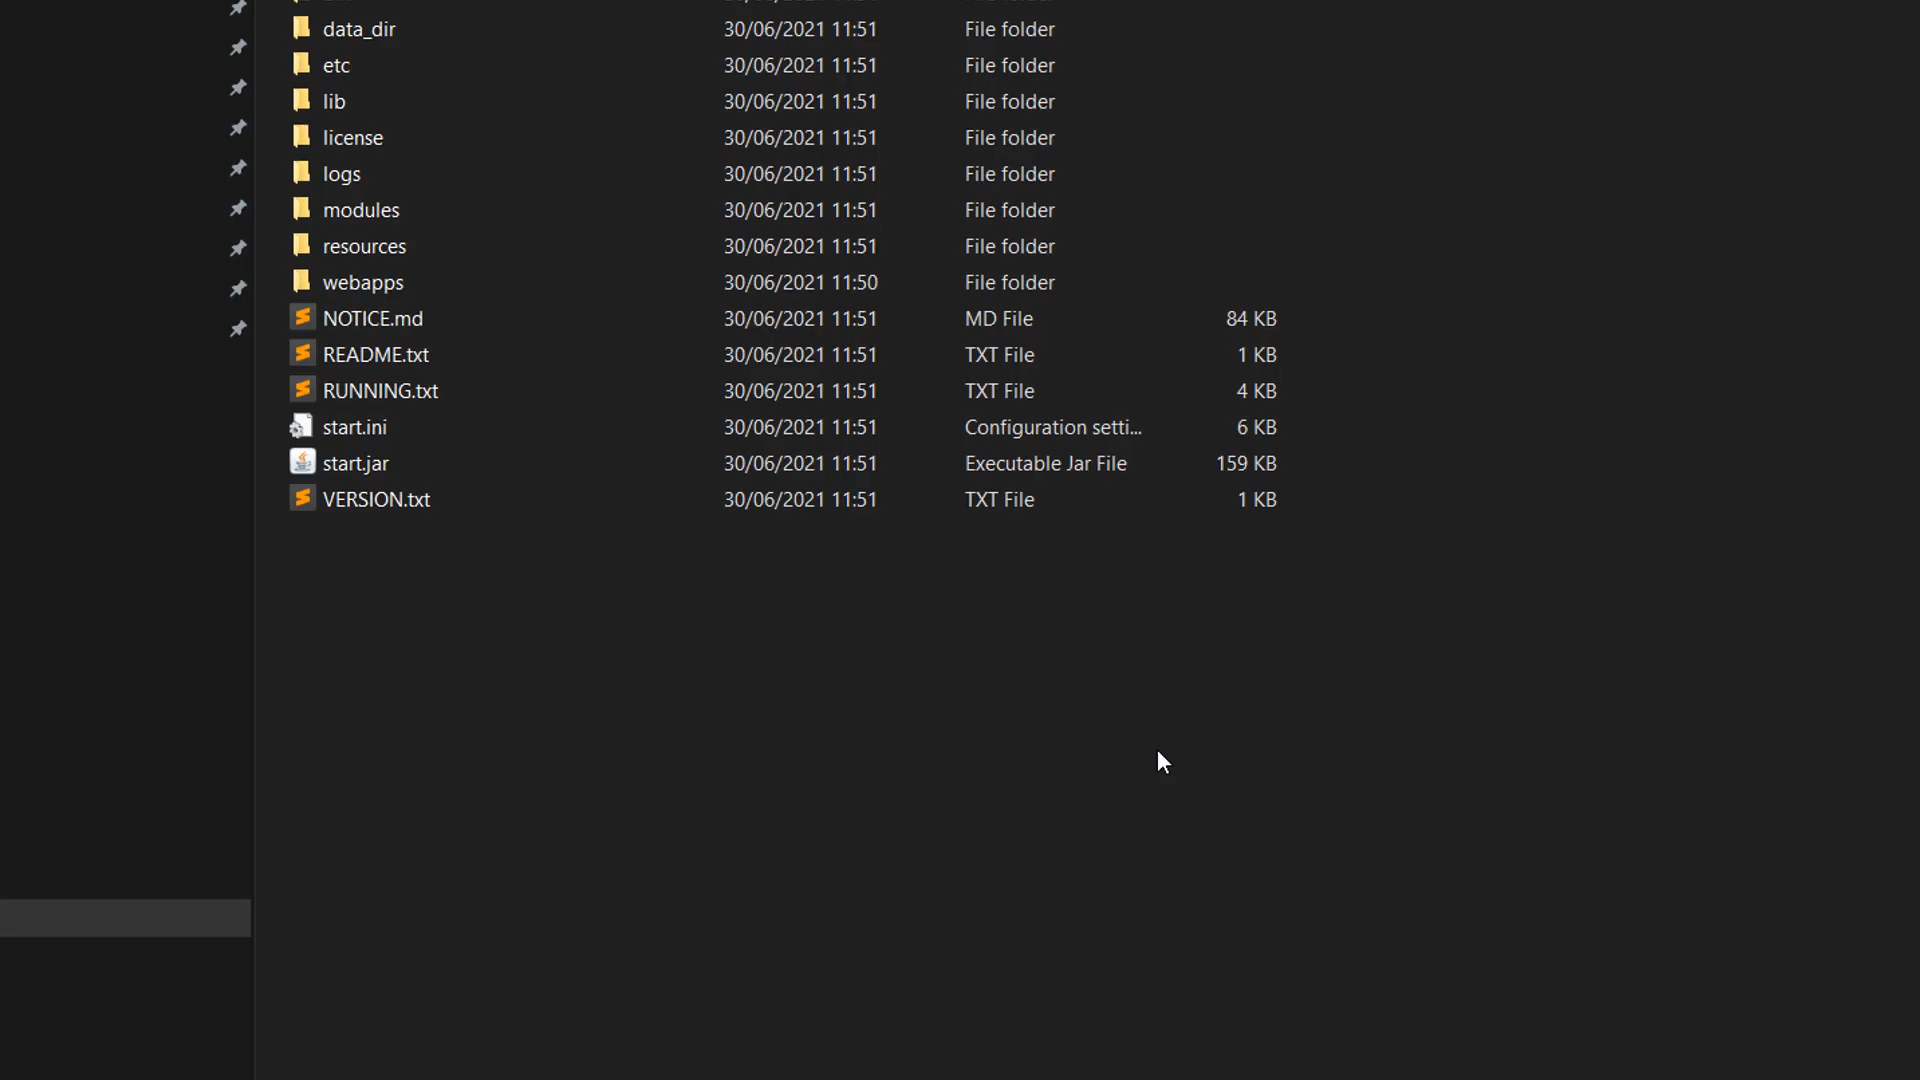 data_dir 30/06/2021 11:51 File folder
etc 30/06/2021 11:51 File folder
lib 30/06/2021 11:51 File folder
license 30/06/2021 11:51 File folder
logs 30/06/2021 11:51 File folder
modules 30/06/2021 11:51 File folder
resources 30/06/2021 11:51 File folder
webapps 30/06/2021 11:50 File folder
NOTICE.md 30/06/2021 11:51 MD File 84 KB
README.txt 30/06/2021 11:51 TXT File 1 KB
RUNNING.txt 30/06/2021 11:51 TXT File 4 KB
start.ini 30/06/2021 11:51 Configuration setti... 6 KB
start.jar 30/06/2021 11:51 Executable Jar File 159 KB
VERSION.txt 30/06/2021 11:51 TXT File 1 KB